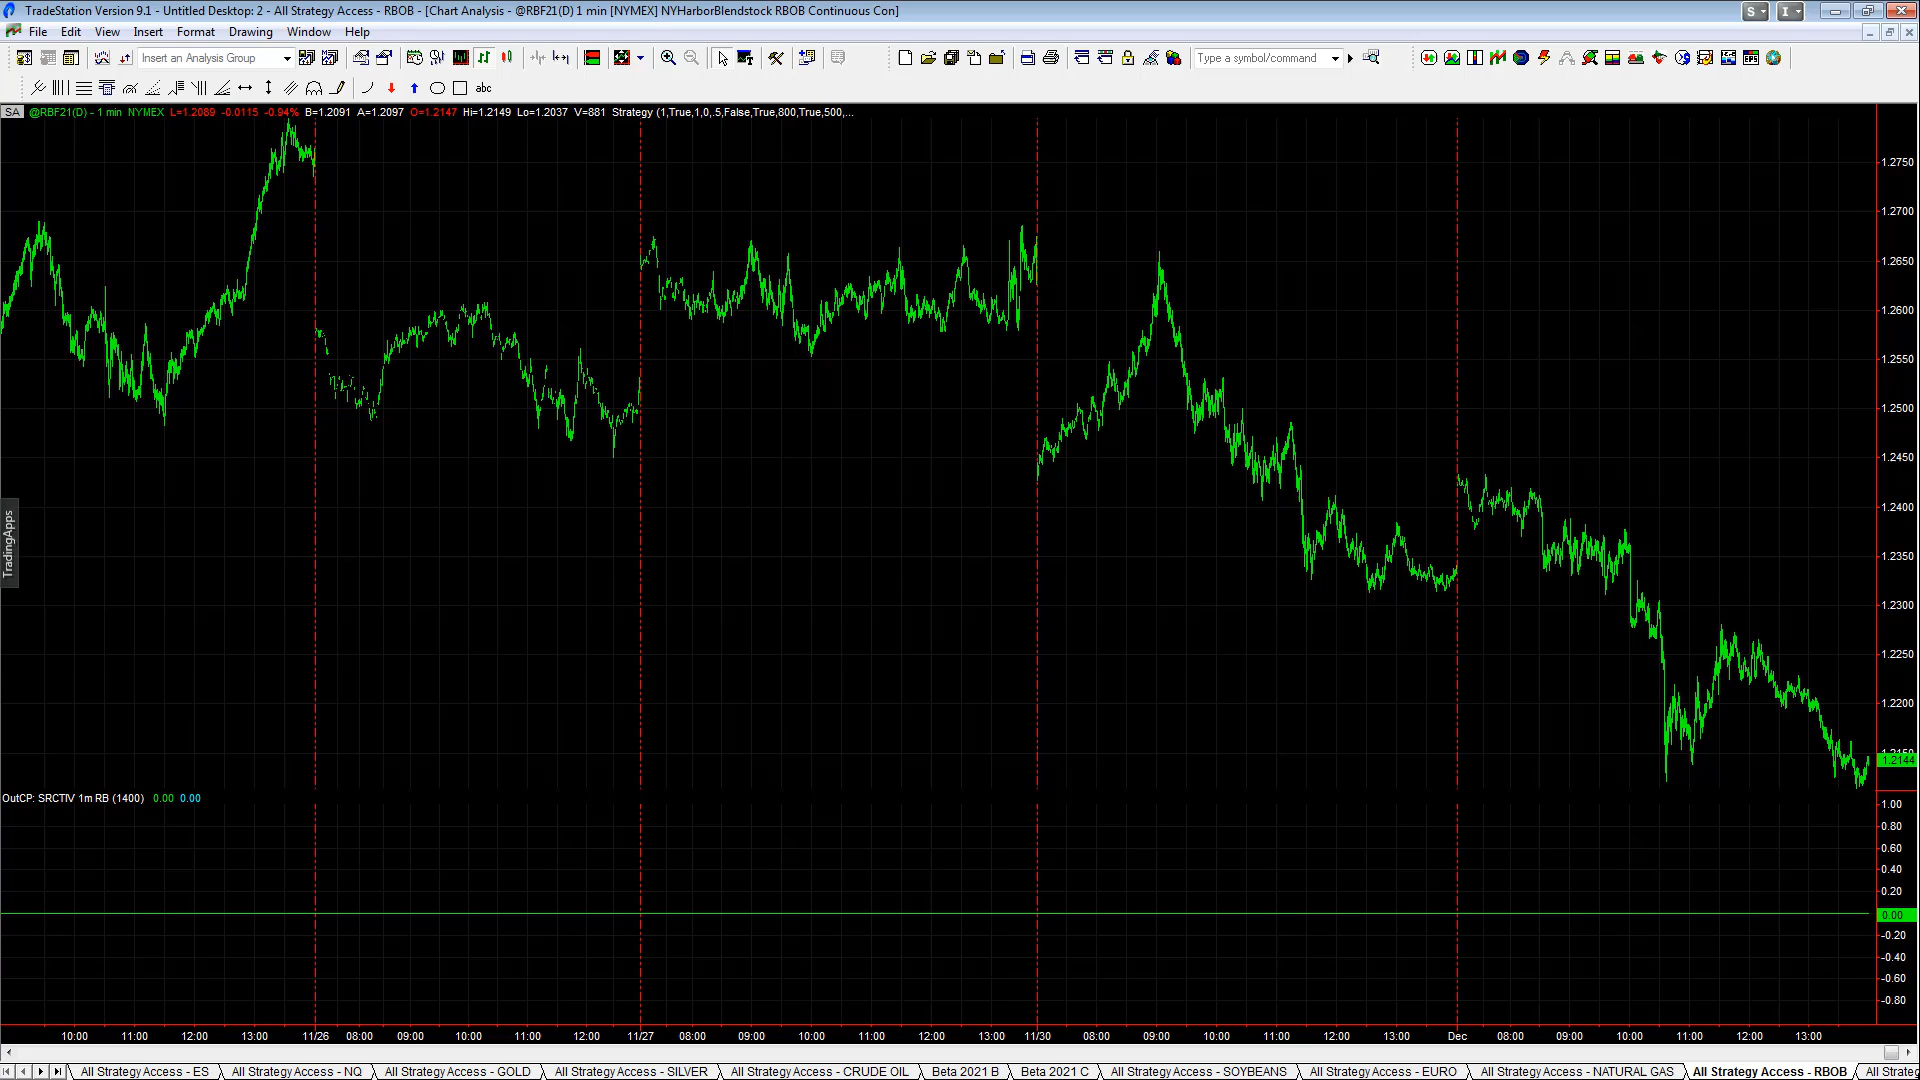 TradeStation Version 9.1 - Untitled Desktop: 2 - All Strategy Access - RBOB - [Chart Analysis - @RBF21(D) 1 min [NYMEX] NYHarborBlendstock RBOB Continuous Con]
S I
File Edit View Insert Format Drawing Window Help
Insert an Analysis Group
Type a symbol/command
EPS
abc
SA @RBF21(D) - 1 min NYMEX L=1.2089 -0.0115 -0.94% B=1.2091 A=1.2097 O=1.2147 Hi=1.2149 Lo=1.2037 V=881 Strategy (1,True,1,0,.5,False,True,800,True,500,...
1.2750
1.2700
1.2650
1.2600
1.2550
1.2500
1.2450
1.2400
TradingApps
1.2350
1.2300
1.2250
1.2200
1.2150
1.2144
OutCP: SRCTIV 1m RB (1400) 0.00 0.00
1.00
0.80
0.60
0.40
0.20
0.00
-0.20
-0.40
-0.60
-0.80
10:00 11:00 12:00 13:00 11/26 08:00 09:00 10:00 11:00 12:00 11/27 08:00 09:00 10:00 11:00 12:00 13:00 11/30 08:00 09:00 10:00 11:00 12:00 13:00 Dec 08:00 09:00 10:00 11:00 12:00 13:00
All Strategy Access - ES All Strategy Access - NQ All Strategy Access - GOLD All Strategy Access - SILVER All Strategy Access - CRUDE OIL Beta 2021 B Beta 2021 C All Strategy Access - SOYBEANS All Strategy Access - EURO All Strategy Access - NATURAL GAS All Strategy Access - RBOB All Strateg